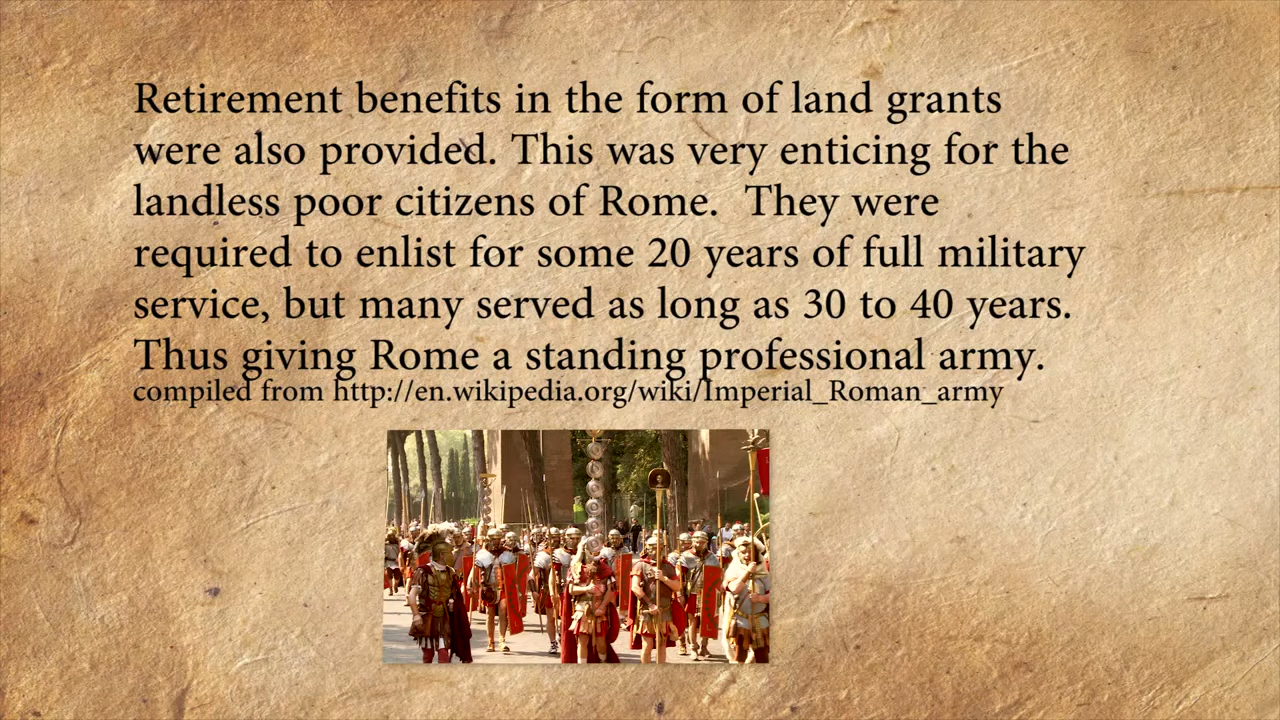 Retirement benefits in the form of land grants
were also provided. This was very enticing for the
landless poor citizens of Rome.  They were
required to enlist for some 20 years of full military
service, but many served as long as 30 to 40 years.
Thus giving Rome a standing professional army.
compiled from http://en.wikipedia.org/wiki/Imperial_Roman_army